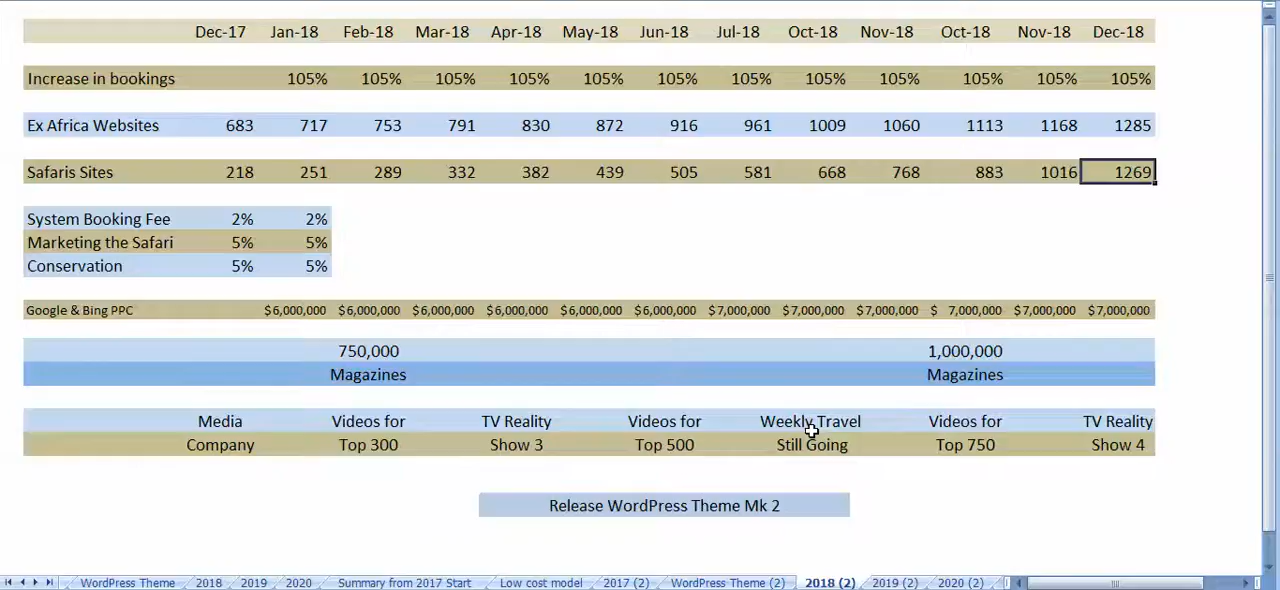 Dec-17 Jan-18 Feb-18 Mar-18 Apr-18 May-18 Jun-18 Jul-18 Oct-18 Nov-18 Oct-18 Nov-18 Dec-18
Increase in bookings 105% 105% 105% 105% 105% 105% 105% 105% 105% 105% 105% 105%
Ex Africa Websites 683 717 753 791 830 872 916 961 1009 1060 1113 1168 1285
Safaris Sites 218 251 289 332 382 439 505 581 668 768 883 1016 1269
System Booking Fee 2% 2%
Marketing the Safari 5% 5%
Conservation 5% 5%
Google & Bing PPC $6,000,000 $6,000,000 $6,000,000 $6,000,000 $6,000,000 $6,000,000 $7,000,000 $7,000,000 $7,000,000 $ 7,000,000 $7,000,000 $7,000,000
750,000 1,000,000
Magazines Magazines
Media Videos for TV Reality Videos for Weekly Travel Videos for TV Reality
Company Top 300 Show 3 Top 500 Still Going Top 750 Show 4
Release WordPress Theme Mk 2
WordPress Theme 2018 2019 2020 Summary from 2017 Start Low cost model 2017 (2) WordPress Theme (2) 2018 (2) 2019 (2) 2020 (2)